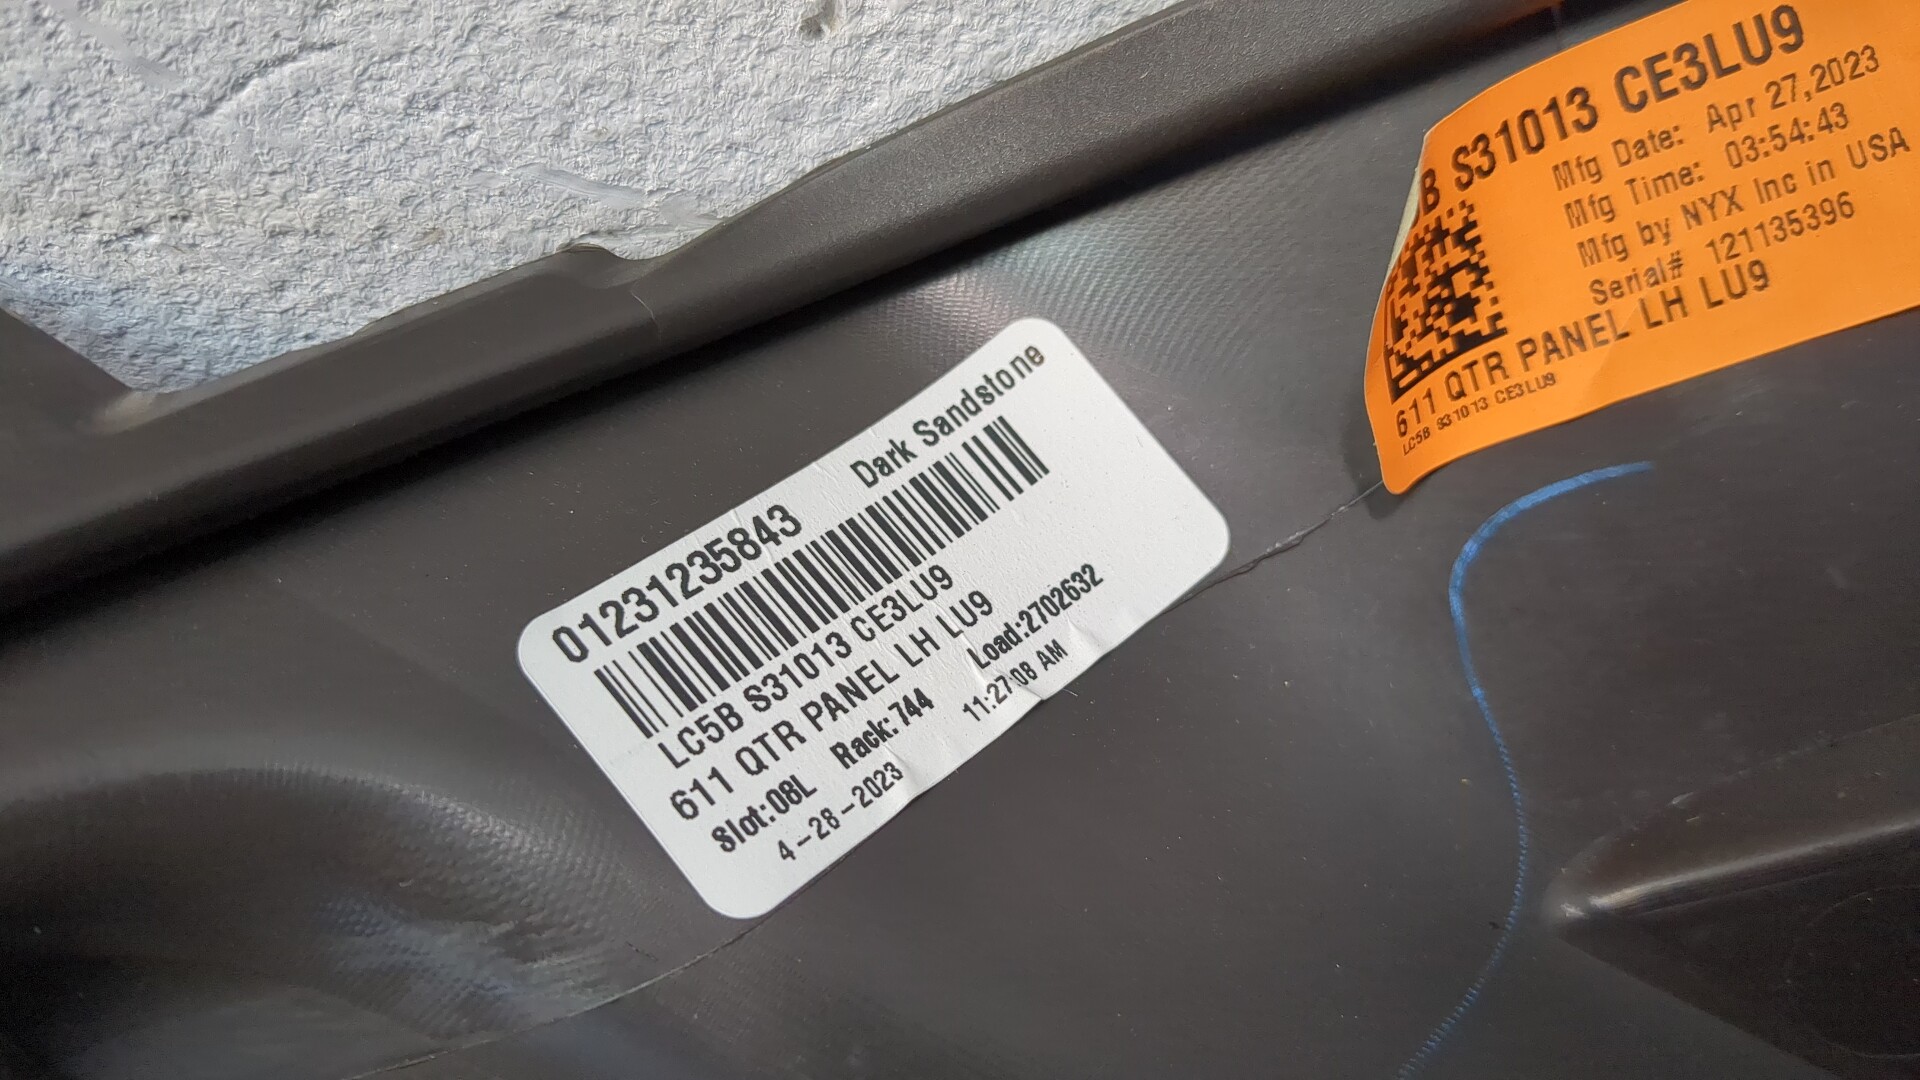 01231235843 Dark Sandstone
LC5B S31013 CE3LU9
611 QTR PANEL LH LU9
Slot:08L Rack:744 Load:2702632
4-28-2023 11:27:08 AM
B S31013 CE3LU9
Mfg Date: Apr 27,2023
Mfg Time: 03:54:43
Mfg by NYX Inc in USA
Serial# 121135396
611 QTR PANEL LH LU9
LC5B S31013 CE3LU9